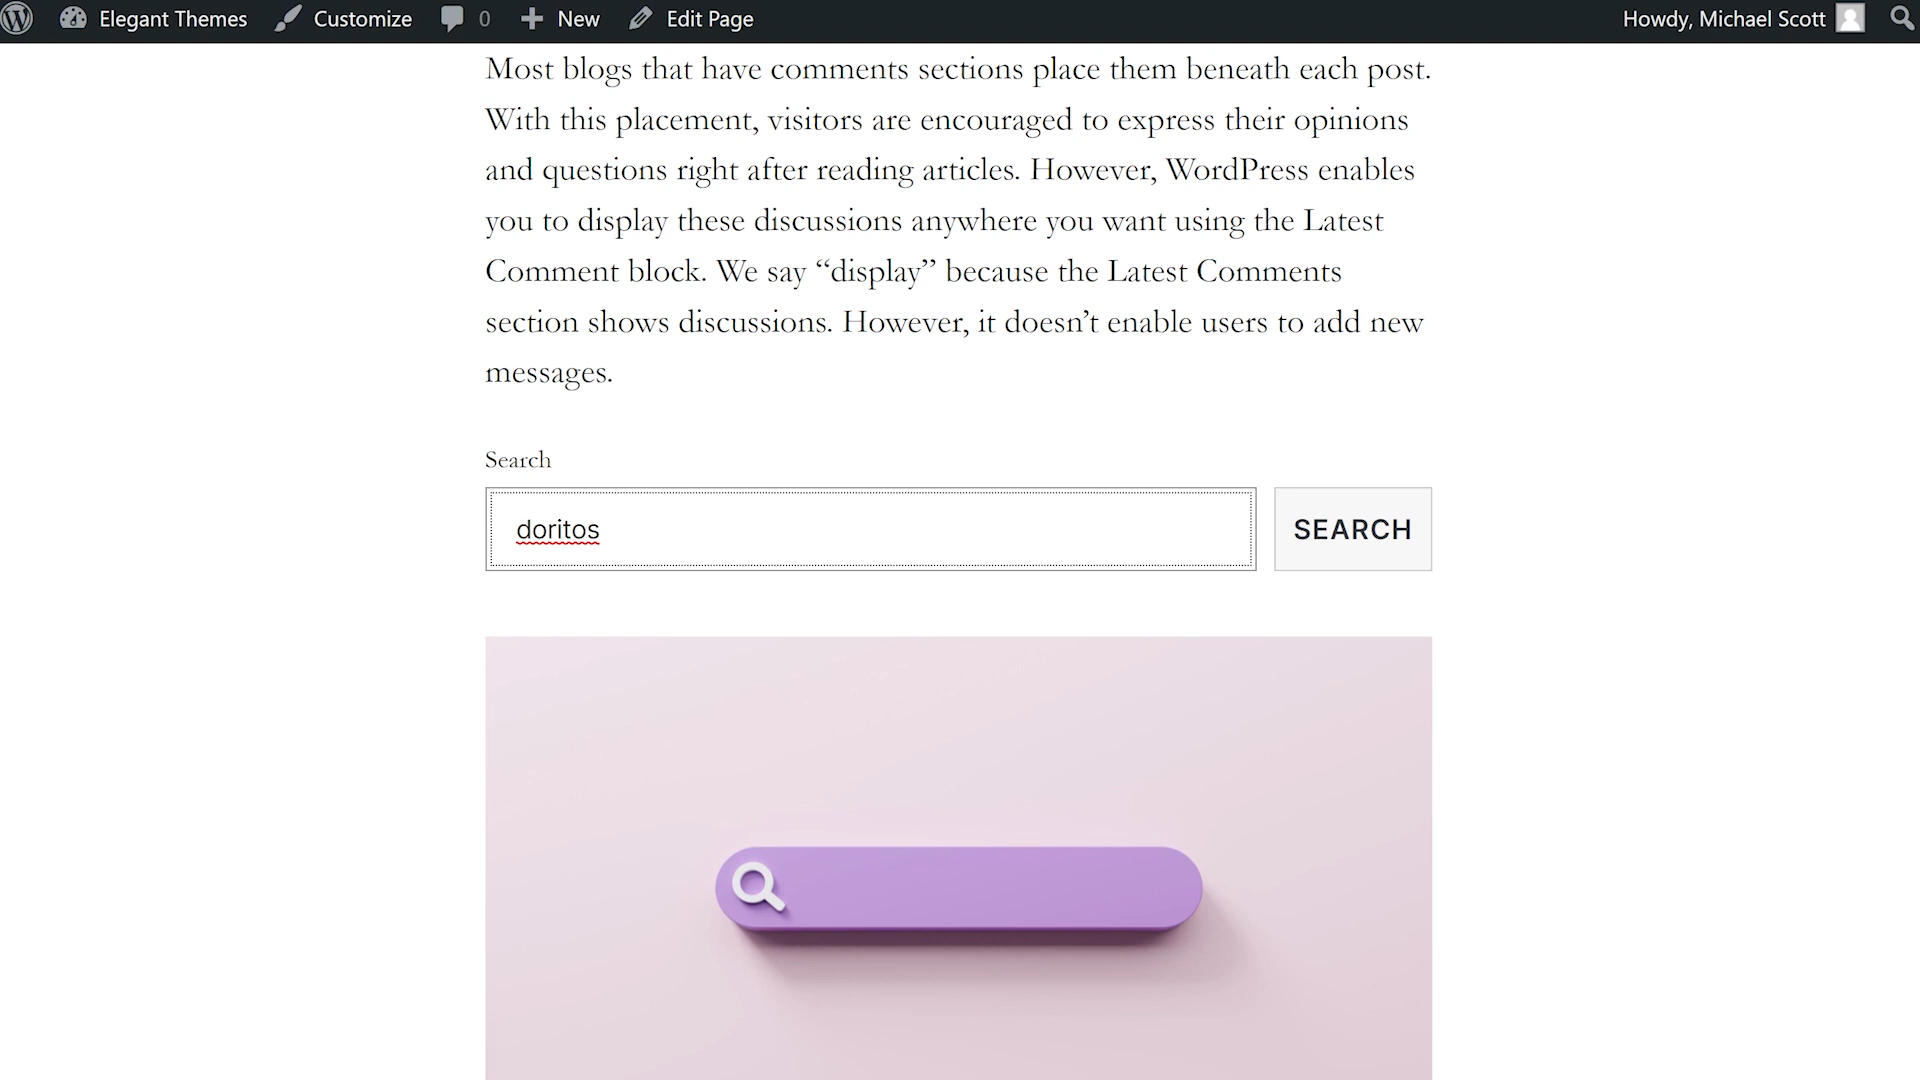 Elegant Themes Customize 0 New Edit Page Howdy, Michael Scott
Most blogs that have comments sections place them beneath each post.
With this placement, visitors are encouraged to express their opinions
and questions right after reading articles. However, WordPress enables
you to display these discussions anywhere you want using the Latest
Comment block. We say “display” because the Latest Comments
section shows discussions. However, it doesn’t enable users to add new
messages.
Search
doritos SEARCH